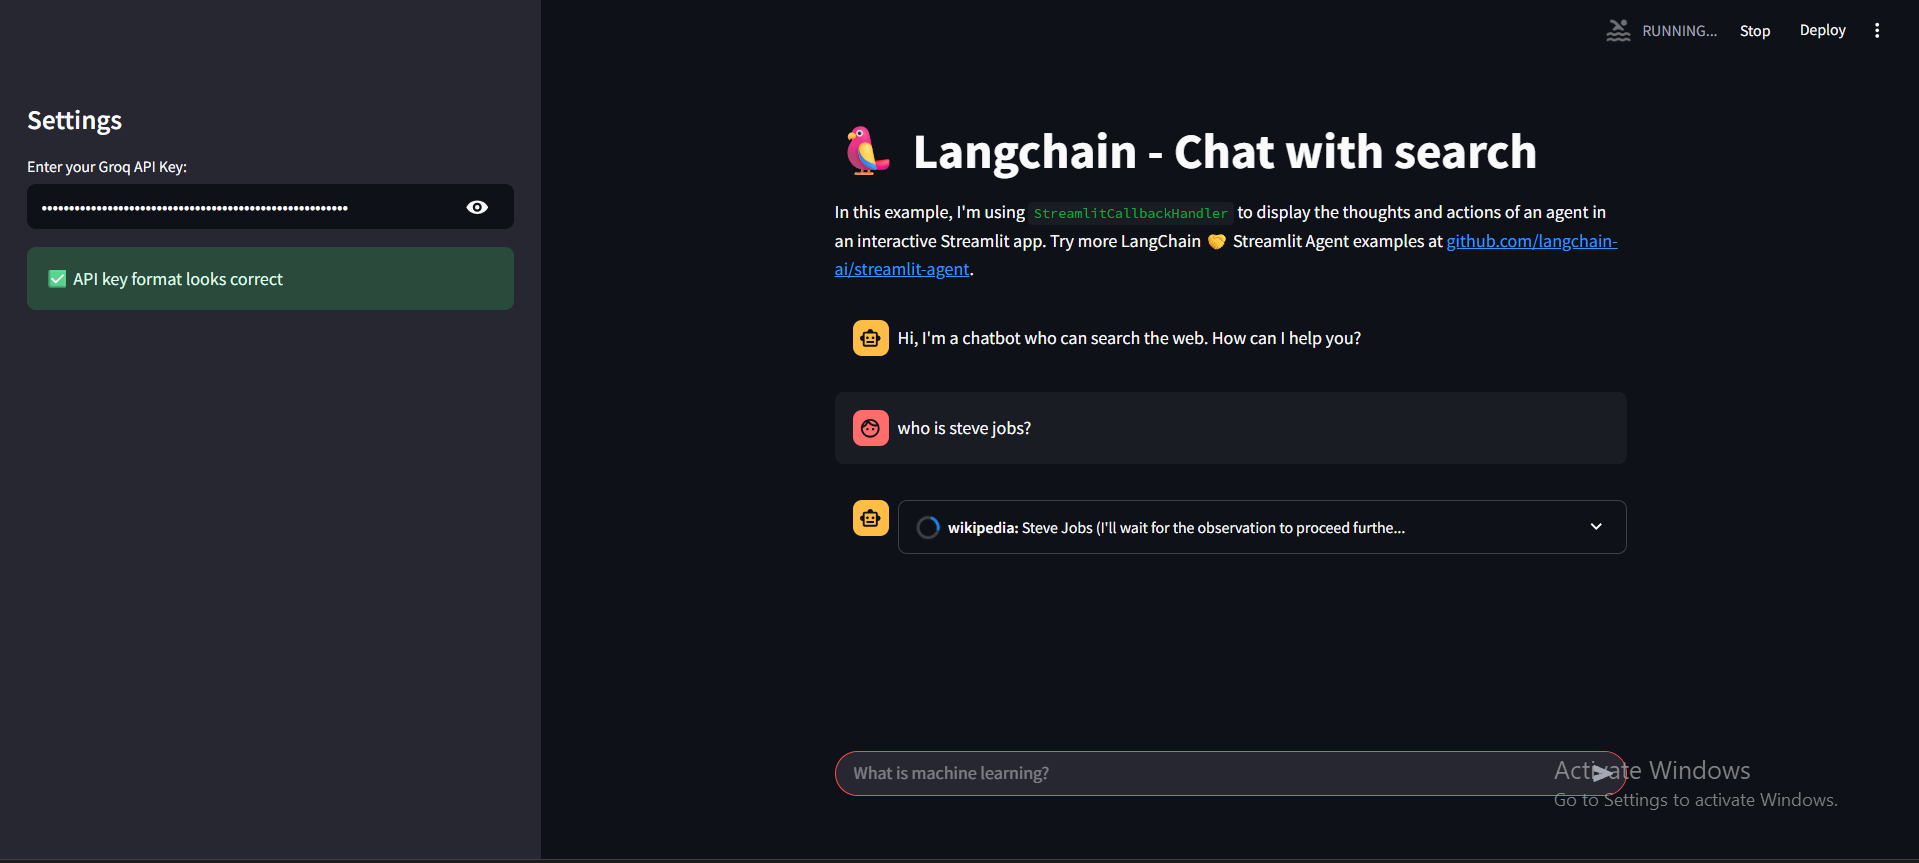 RUNNING...
Stop
Deploy
Settings
Enter your Groq API Key:
••••••••••••••••••••••••••••••••••••••••••••••••••••••••
✅ API key format looks correct
🦜 Langchain - Chat with search
In this example, I'm using StreamlitCallbackHandler to display the thoughts and actions of an agent in
an interactive Streamlit app. Try more LangChain 🤝 Streamlit Agent examples at github.com/langchain-
ai/streamlit-agent.
Hi, I'm a chatbot who can search the web. How can I help you?
who is steve jobs?
wikipedia: Steve Jobs (I'll wait for the observation to proceed furthe...
What is machine learning?
Activate Windows
Go to Settings to activate Windows.